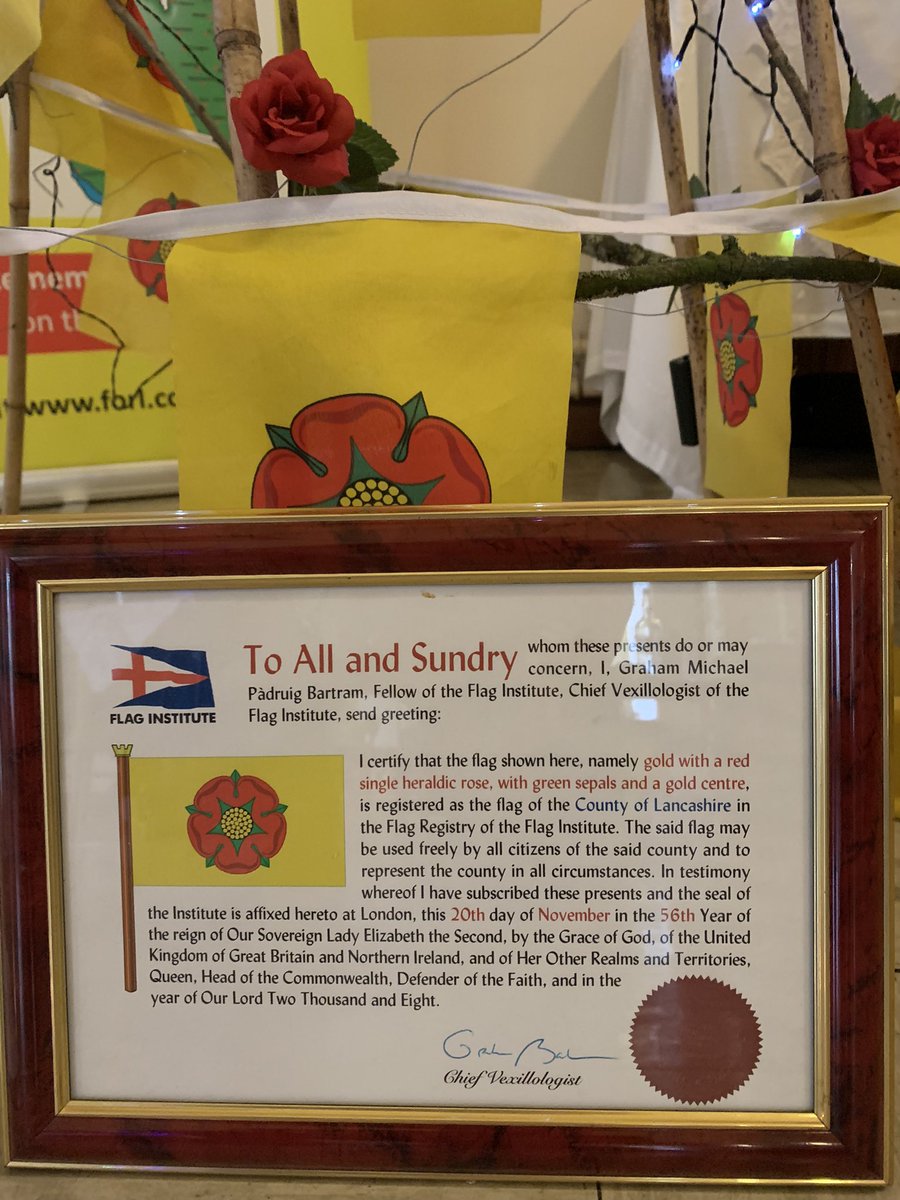 emem
on th
www.forl.co
FLAG INSTITUTE
To All and Sundry whom these presents do or may
concern, I, Graham Michael
Pàdruig Bartram, Fellow of the Flag Institute, Chief Vexillologist of the
Flag Institute, send greeting:
I certify that the flag shown here, namely gold with a red
single heraldic rose, with green sepals and a gold centre,
is registered as the flag of the County of Lancashire in
the Flag Registry of the Flag Institute. The said flag may
be used freely by all citizens of the said county and to
represent the county in all circumstances. In testimony
whereof I have subscribed these presents and the seal of
the Institute is affixed hereto at London, this 20th day of November in the 56th Year of
the reign of Our Sovereign Lady Elizabeth the Second, by the Grace of God, of the United
Kingdom of Great Britain and Northern Ireland, and of Her Other Realms and Territories,
Queen, Head of the Commonwealth, Defender of the Faith, and in the
year of Our Lord Two Thousand and Eight.
Chief Vexillologist